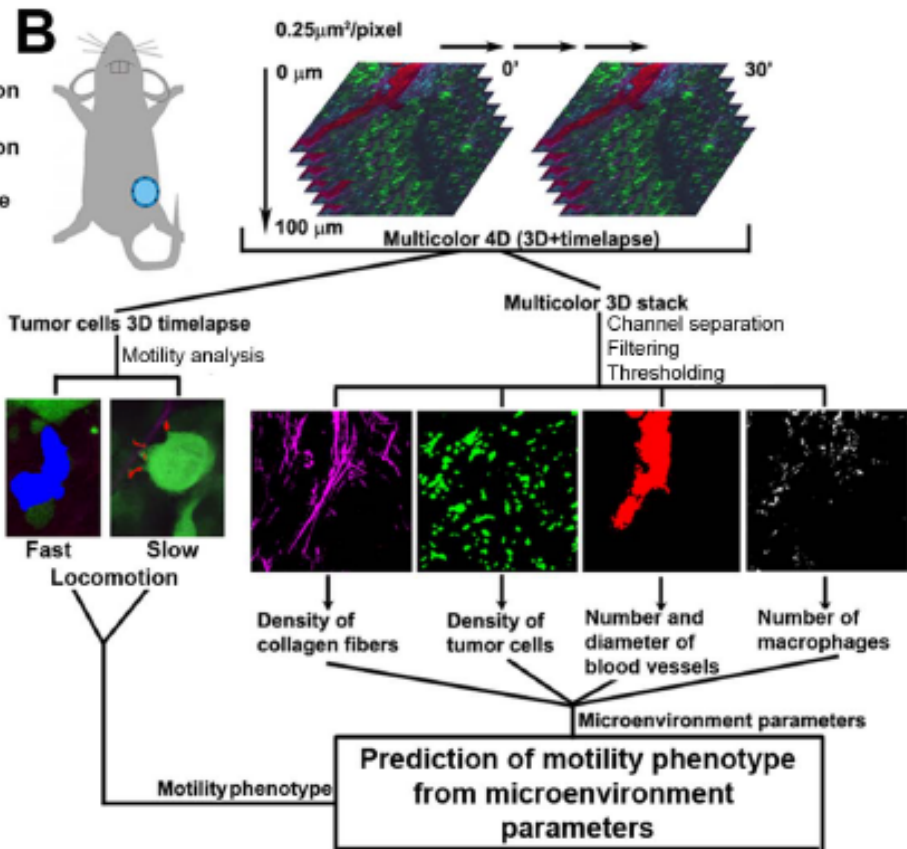 B
0.25µm²/pixel
0 µm
0'
30'
on
on
e
100 µm
Multicolor 4D (3D+timelapse)
Tumor cells 3D timelapse
Motility analysis
Multicolor 3D stack
Channel separation
Filtering
Thresholding
Fast
Slow
Locomotion
Density of
collagen fibers
Density of
tumor cells
Number and
diameter of
blood vessels
Number of
macrophages
Microenvironment parameters
Motility phenotype
Prediction of motility phenotype
from microenvironment
parameters